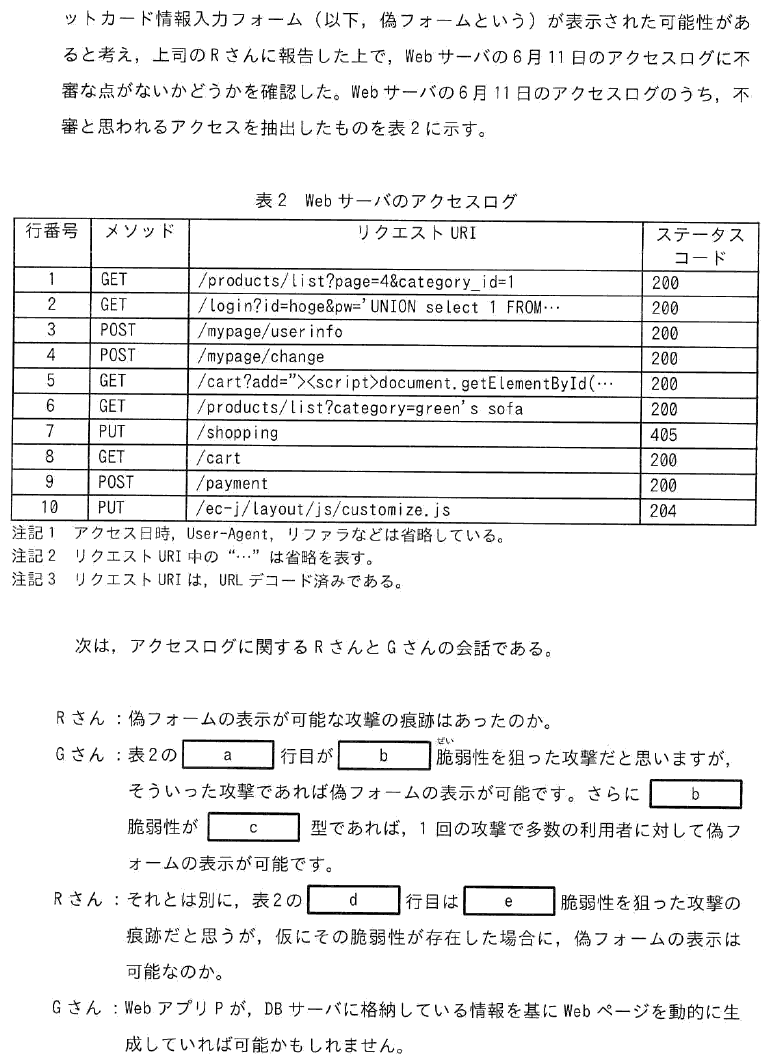 ットカード情報入力フォーム（以下，偽フォームという）が表示された可能性があ
ると考え，上司のRさんに報告した上で，Webサーバの6月11日のアクセスログに不
審な点がないかどうかを確認した。Webサーバの6月11日のアクセスログのうち，不
審と思われるアクセスを抽出したものを表2に示す。
表2 Webサーバのアクセスログ
行番号 メソッド リクエストURI ステータスコード
1 GET /products/list?page=4&category_id=1 200
2 GET /login?id=hoge&pw='UNION select 1 FROM… 200
3 POST /mypage/userinfo 200
4 POST /mypage/change 200
5 GET /cart?add="><script>document.getElementById(… 200
6 GET /products/list?category=green's sofa 200
7 PUT /shopping 405
8 GET /cart 200
9 POST /payment 200
10 PUT /ec-j/layout/js/customize.js 204
注記1 アクセス日時，User-Agent，リファラなどは省略している。
注記2 リクエストURI中の“…”は省略を表す。
注記3 リクエストURIは，URLデコード済みである。
次は，アクセスログに関するRさんとGさんの会話である。
Rさん：偽フォームの表示が可能な攻撃の痕跡はあったのか。
Gさん：表2の a 行目が b 脆弱性を狙った攻撃だと思いますが，
ぜい
そういった攻撃であれば偽フォームの表示が可能です。さらに b
脆弱性が c 型であれば，1回の攻撃で多数の利用者に対して偽フ
ォームの表示が可能です。
Rさん：それとは別に，表2の d 行目は e 脆弱性を狙った攻撃の
痕跡だと思うが，仮にその脆弱性が存在した場合に，偽フォームの表示は
可能なのか。
Gさん：WebアプリPが，DBサーバに格納している情報を基にWebページを動的に生
成していれば可能かもしれません。